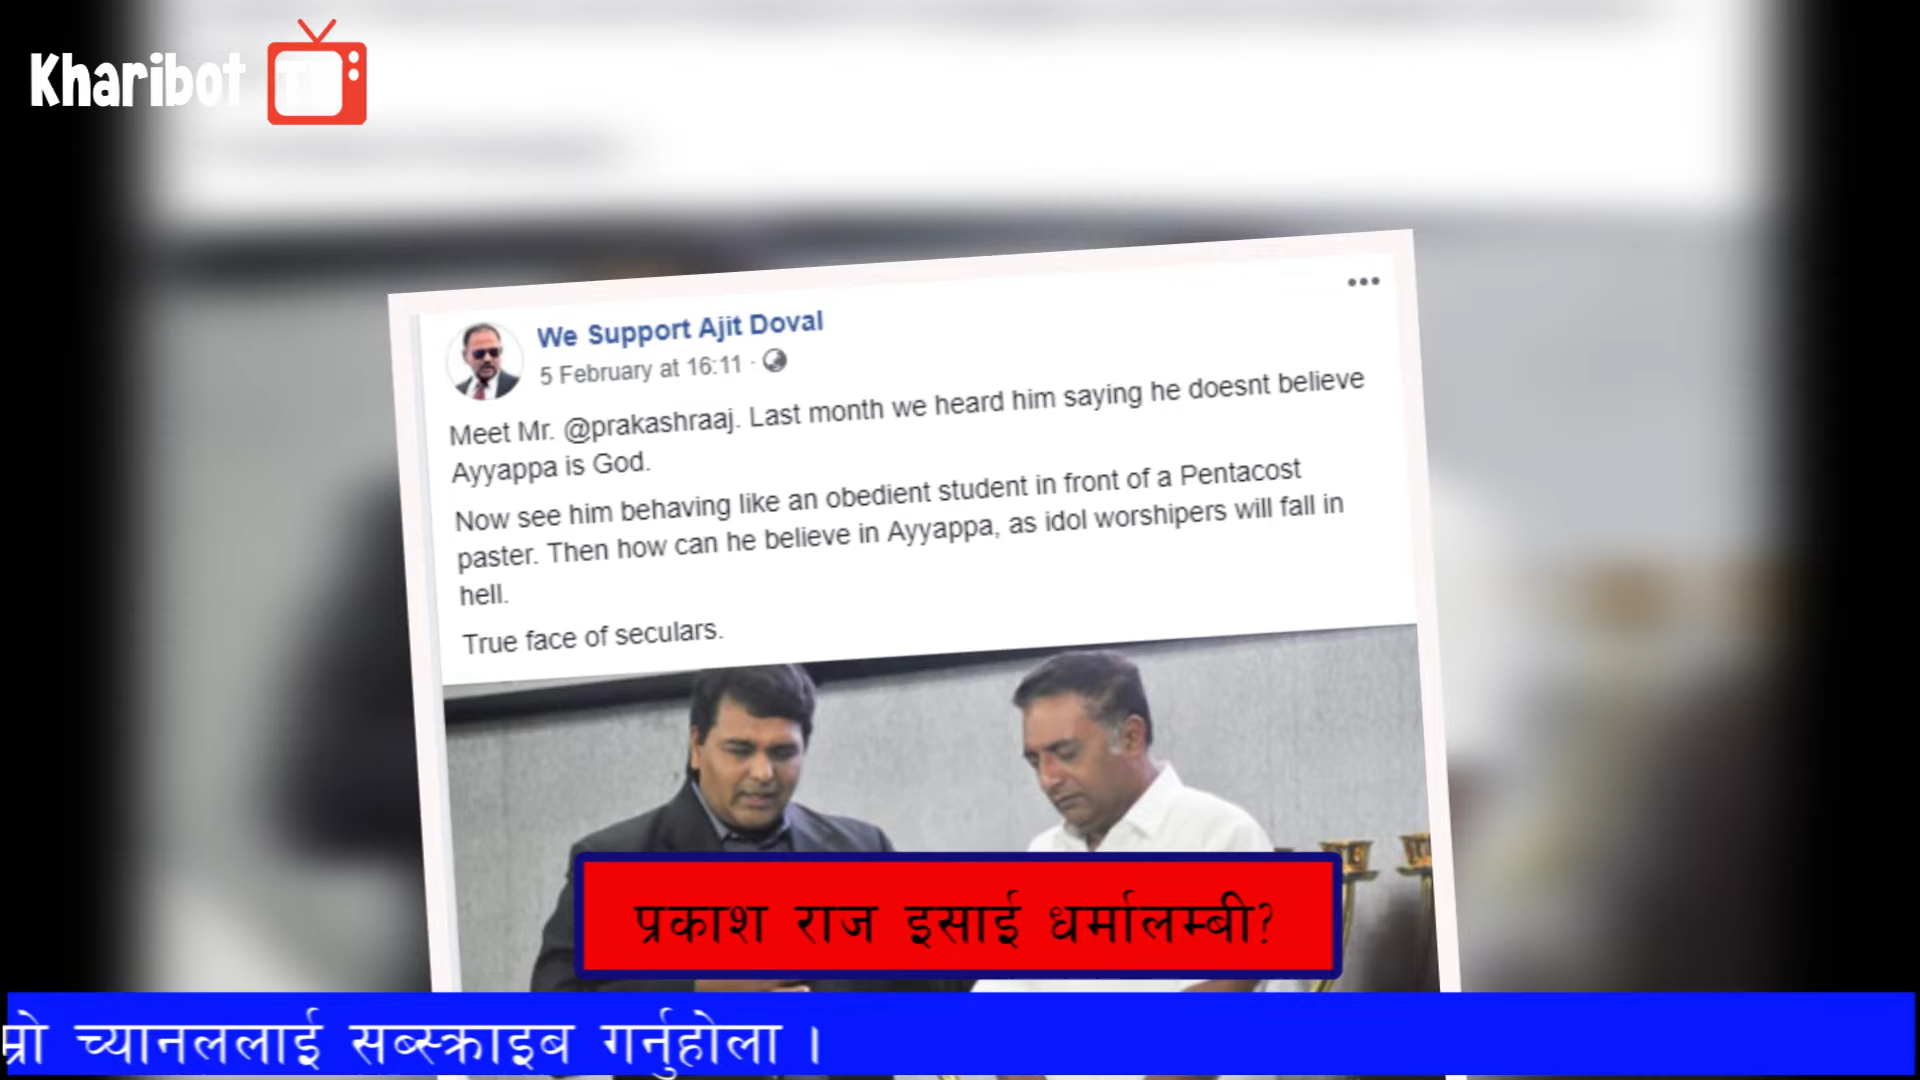 Kharibot
We Support Ajit Doval
5 February at 16:11 ·
Meet Mr. @prakashraaj. Last month we heard him saying he doesnt believe
Ayyappa is God.
Now see him behaving like an obedient student in front of a Pentacost
paster. Then how can he believe in Ayyappa, as idol worshipers will fall in
hell.
True face of seculars.
प्रकाश राज इसाई धर्मालम्बी?
च्यानललाई सब्स्क्राइब गर्नुहोला ।